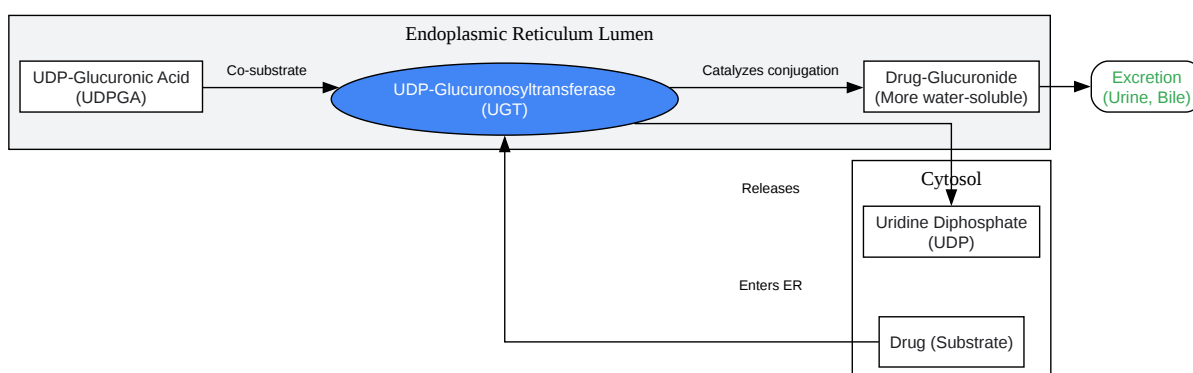 Endoplasmic Reticulum Lumen
UDP-Glucuronic Acid
(UDPGA)
Co-substrate
UDP-Glucuronosyltransferase
(UGT)
Catalyzes conjugation
Drug-Glucuronide
(More water-soluble)
Excretion
(Urine, Bile)
Cytosol
Releases
Uridine Diphosphate
(UDP)
Enters ER
Drug (Substrate)